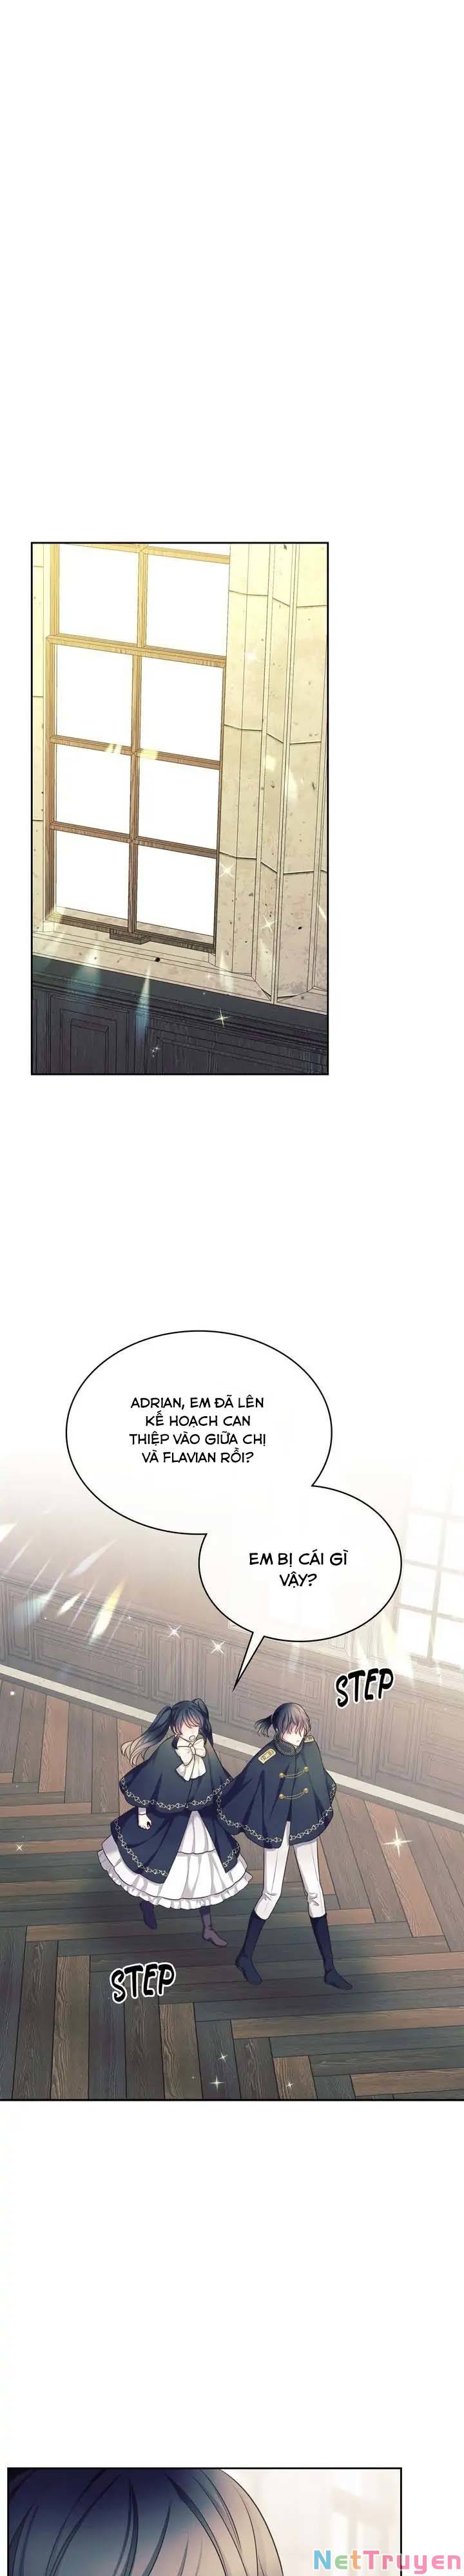 ADRIAN, EM ĐÃ LÊN
KẾ HOẠCH CAN
THIỆP VÀO GIỮA CHỊ
VÀ FLAVIAN RỒI?
EM BỊ CÁI GÌ
VẬY?
STEP
STEP
NetTruyen